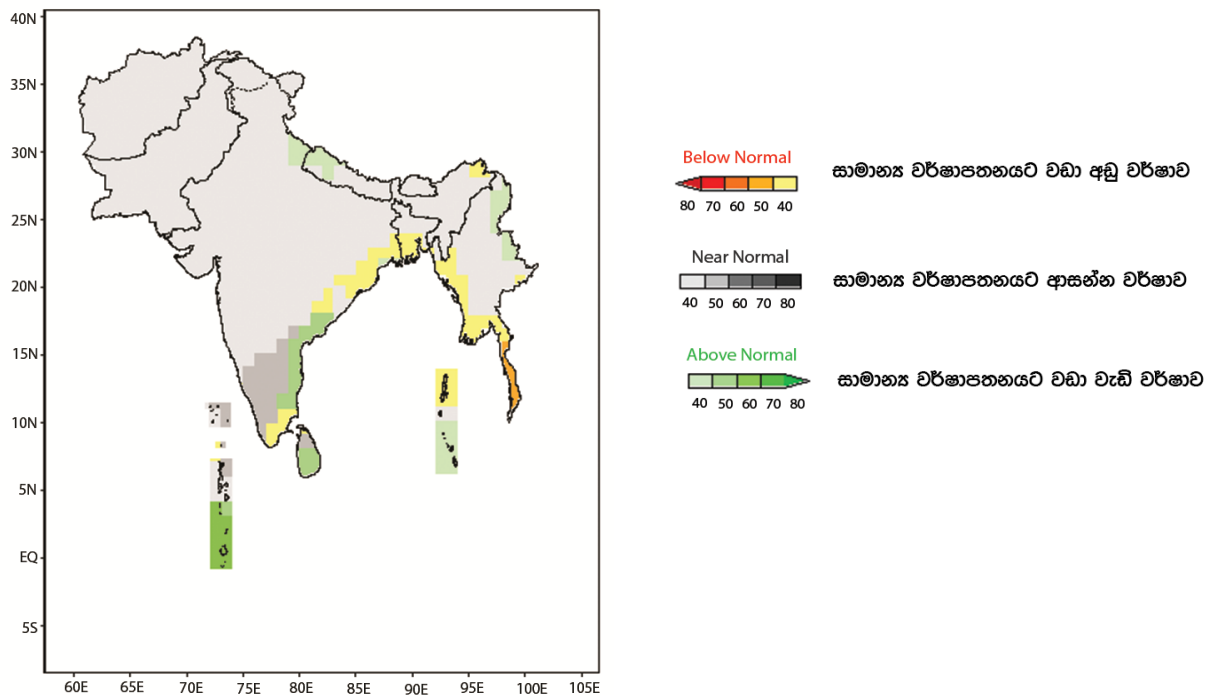 40N
35N
30N
25N
20N
15N
10N
5N
EQ
5S
60E 65E 70E 75E 80E 85E 90E 95E 100E 105E
Below Normal
80 70 60 50 40
සාමාන්‍ය වර්ෂාපතනයට වඩා අඩු වර්ෂාව
Near Normal
40 50 60 70 80
සාමාන්‍ය වර්ෂාපතනයට ආසන්න වර්ෂාව
Above Normal
40 50 60 70 80
සාමාන්‍ය වර්ෂාපතනයට වඩා වැඩි වර්ෂාව